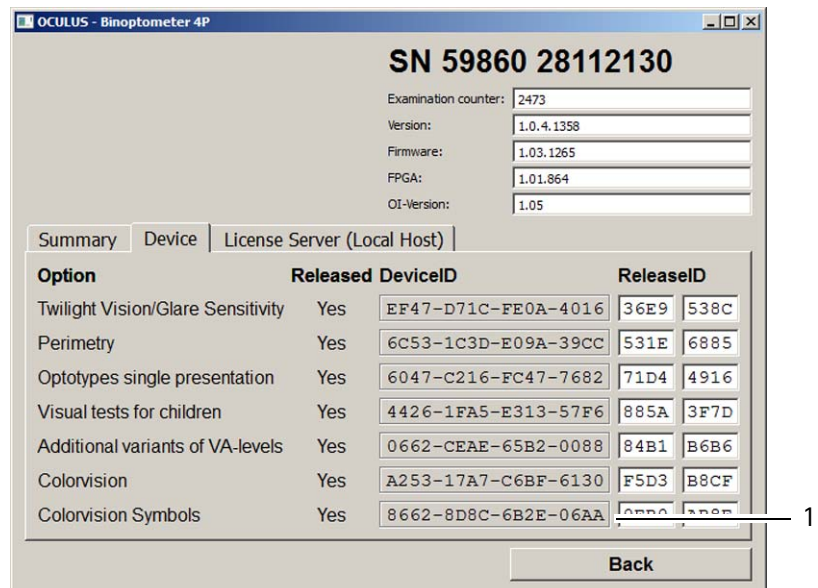 OCULUS - Binoptometer 4P
SN 59860 28112130
Examination counter: 2473
Version: 1.0.4.1358
Firmware: 1.03.1265
FPGA: 1.01.864
OI-Version: 1.05
Summary Device License Server (Local Host)
Option Released DeviceID ReleaseID
Twilight Vision/Glare Sensitivity Yes EF47-D71C-FE0A-4016 36E9 538C
Perimetry Yes 6C53-1C3D-E09A-39CC 531E 6885
Optotypes single presentation Yes 6047-C216-FC47-7682 71D4 4916
Visual tests for children Yes 4426-1FA5-E313-57F6 885A 3F7D
Additional variants of VA-levels Yes 0662-CEAE-65B2-0088 84B1 B6B6
Colorvision Yes A253-17A7-C6BF-6130 F5D3 B8CF
Colorvision Symbols Yes 8662-8D8C-6B2E-06AA
1
Back